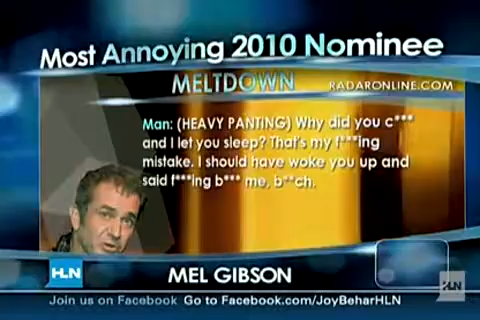 Most Annoying 2010 Nominee
MELTDOWN
RADARONLINE.COM
Man: (HEAVY PANTING) Why did you c***
and I let you sleep? That's my f***ing
mistake. I should have woke you up and
said f***ing b*** me, b**ch.
HLN
MEL GIBSON
HLN
Join us on Facebook Go to Facebook.com/JoyBeharHLN